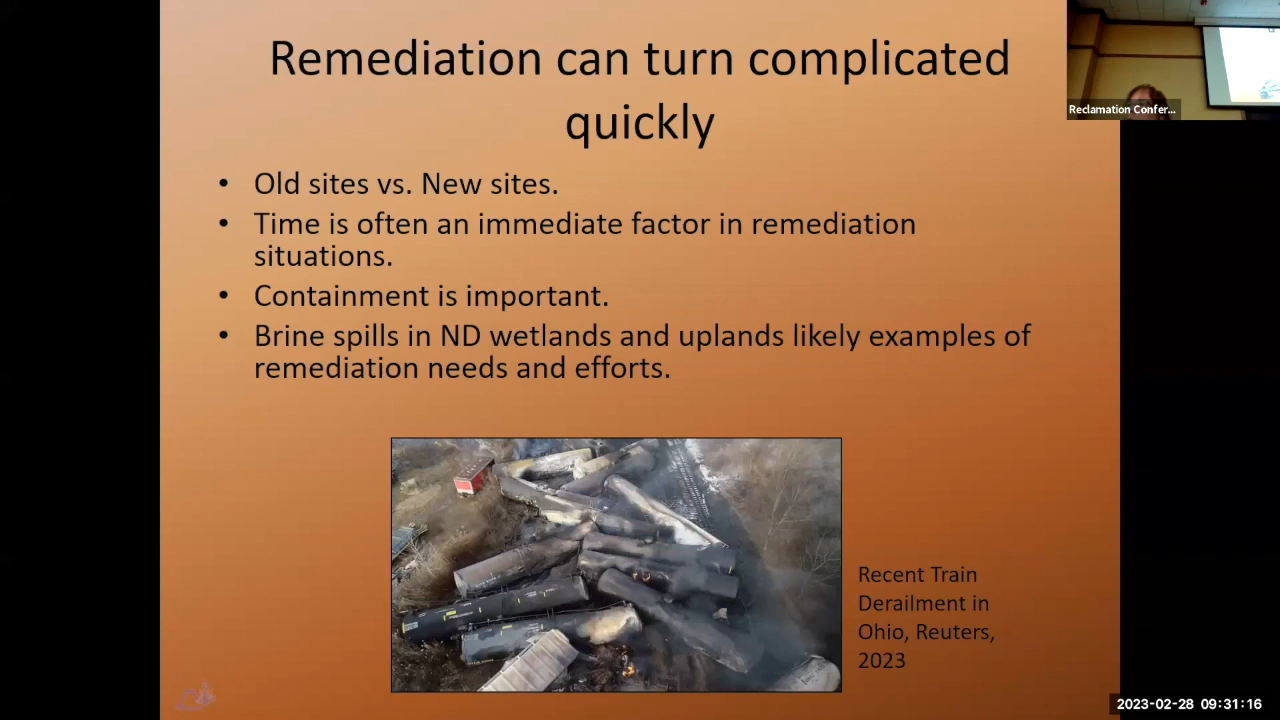 Remediation can turn complicated
quickly
Reclamation Confer...
• Old sites vs. New sites.
• Time is often an immediate factor in remediation
situations.
• Containment is important.
• Brine spills in ND wetlands and uplands likely examples of
remediation needs and efforts.
Recent Train
Derailment in
Ohio, Reuters,
2023
2023-02-28 09:31:16